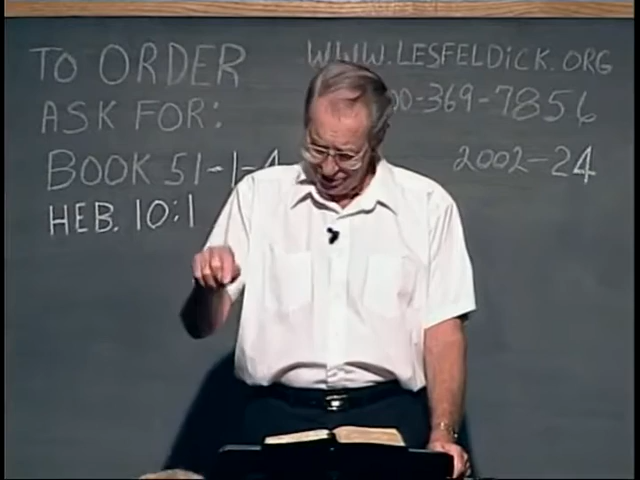 TO ORDER
WWW.LESFELDICK.ORG
ASK FOR:
00-369-7856
BOOK 51-1-4
2002-24
HEB. 10:1